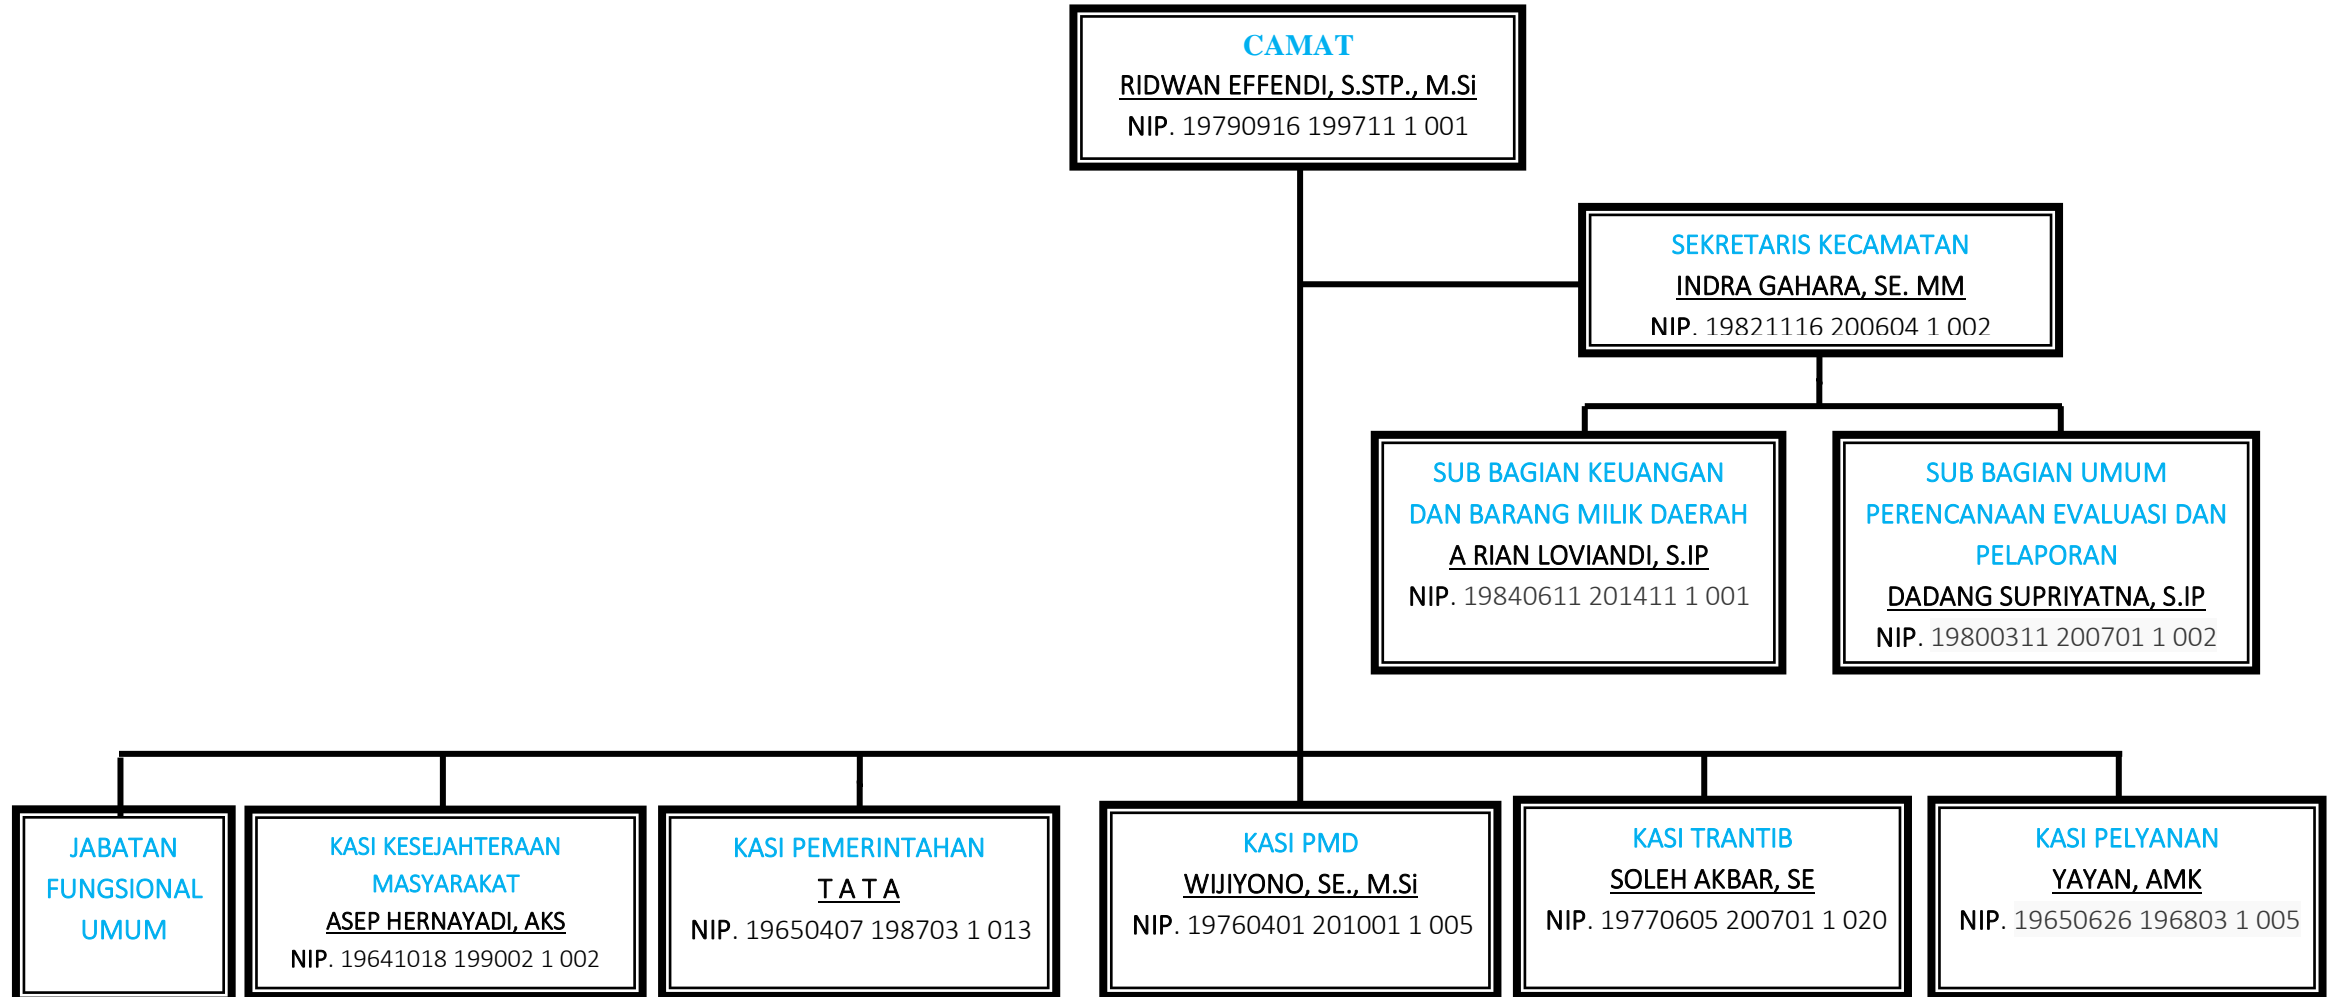 CAMAT
RIDWAN EFFENDI, S.STP., M.Si
NIP. 19790916 199711 1 001
SEKRETARIS KECAMATAN
INDRA GAHARA, SE. MM
NIP. 19821116 200604 1 002
SUB BAGIAN KEUANGAN
DAN BARANG MILIK DAERAH
A RIAN LOVIANDI, S.IP
NIP. 19840611 201411 1 001
SUB BAGIAN UMUM
PERENCANAAN EVALUASI DAN
PELAPORAN
DADANG SUPRIYATNA, S.IP
NIP. 19800311 200701 1 002
JABATAN
FUNGSIONAL
UMUM
KASI KESEJAHTERAAN
MASYARAKAT
ASEP HERNAYADI, AKS
NIP. 19641018 199002 1 002
KASI PEMERINTAHAN
T A T A
NIP. 19650407 198703 1 013
KASI PMD
WIJIYONO, SE., M.Si
NIP. 19760401 201001 1 005
KASI TRANTIB
SOLEH AKBAR, SE
NIP. 19770605 200701 1 020
KASI PELYANAN
YAYAN, AMK
NIP. 19650626 196803 1 005